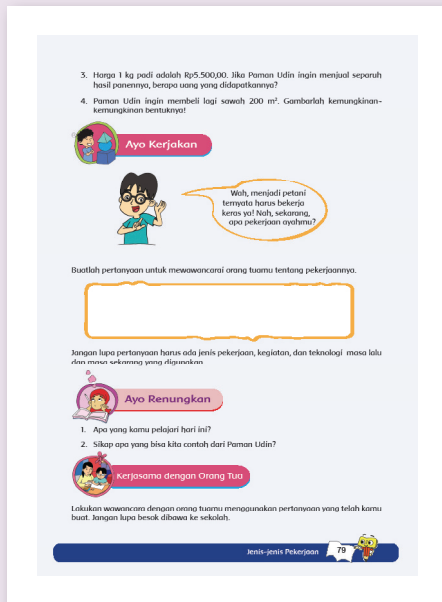 3. Harga 1 kg padi adalah Rp5.500,00. Jika Paman Udin ingin menjual separuh
hasil panennya, berapa uang yang didapatkannya?
4. Paman Udin ingin membeli lagi sawah 200 m². Gambarlah kemungkinan-
kemungkinan bentuknya!
Ayo Kerjakan
Wah, menjadi petani
ternyata harus bekerja
keras ya! Nah, sekarang,
apa pekerjaan ayahmu?
Buatlah pertanyaan untuk mewawancarai orang tuamu tentang pekerjaannya.
Jangan lupa pertanyaan harus ada jenis pekerjaan, kegiatan, dan teknologi masa lalu
dan masa sekarang yang digunakan
Ayo Renungkan
1. Apa yang kamu pelajari hari ini?
2. Sikap apa yang bisa kita contoh dari Paman Udin?
Kerjasama dengan Orang Tua
Lakukan wawancara dengan orang tuamu menggunakan pertanyaan yang telah kamu
buat. Jangan lupa besok dibawa ke sekolah.
Jenis-jenis Pekerjaan 79